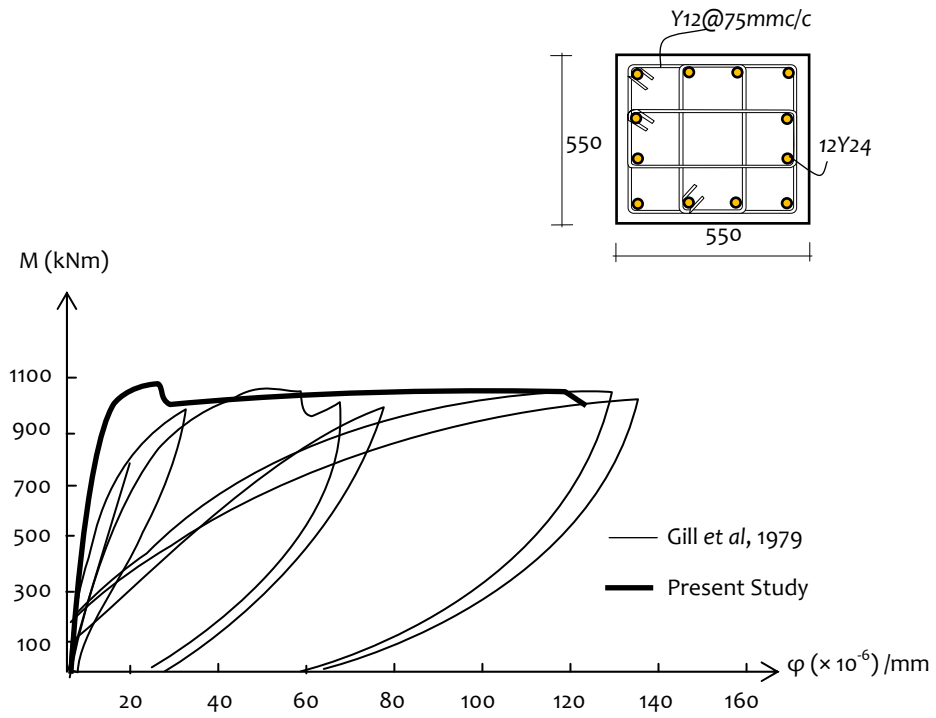 Y12@75mmc/c
550
12Y24
550
M (kNm)
1100
900
700
500
300
100
Gill et al, 1979
Present Study
φ (× 10⁻⁶) /mm
20 40 60 80 100 120 140 160